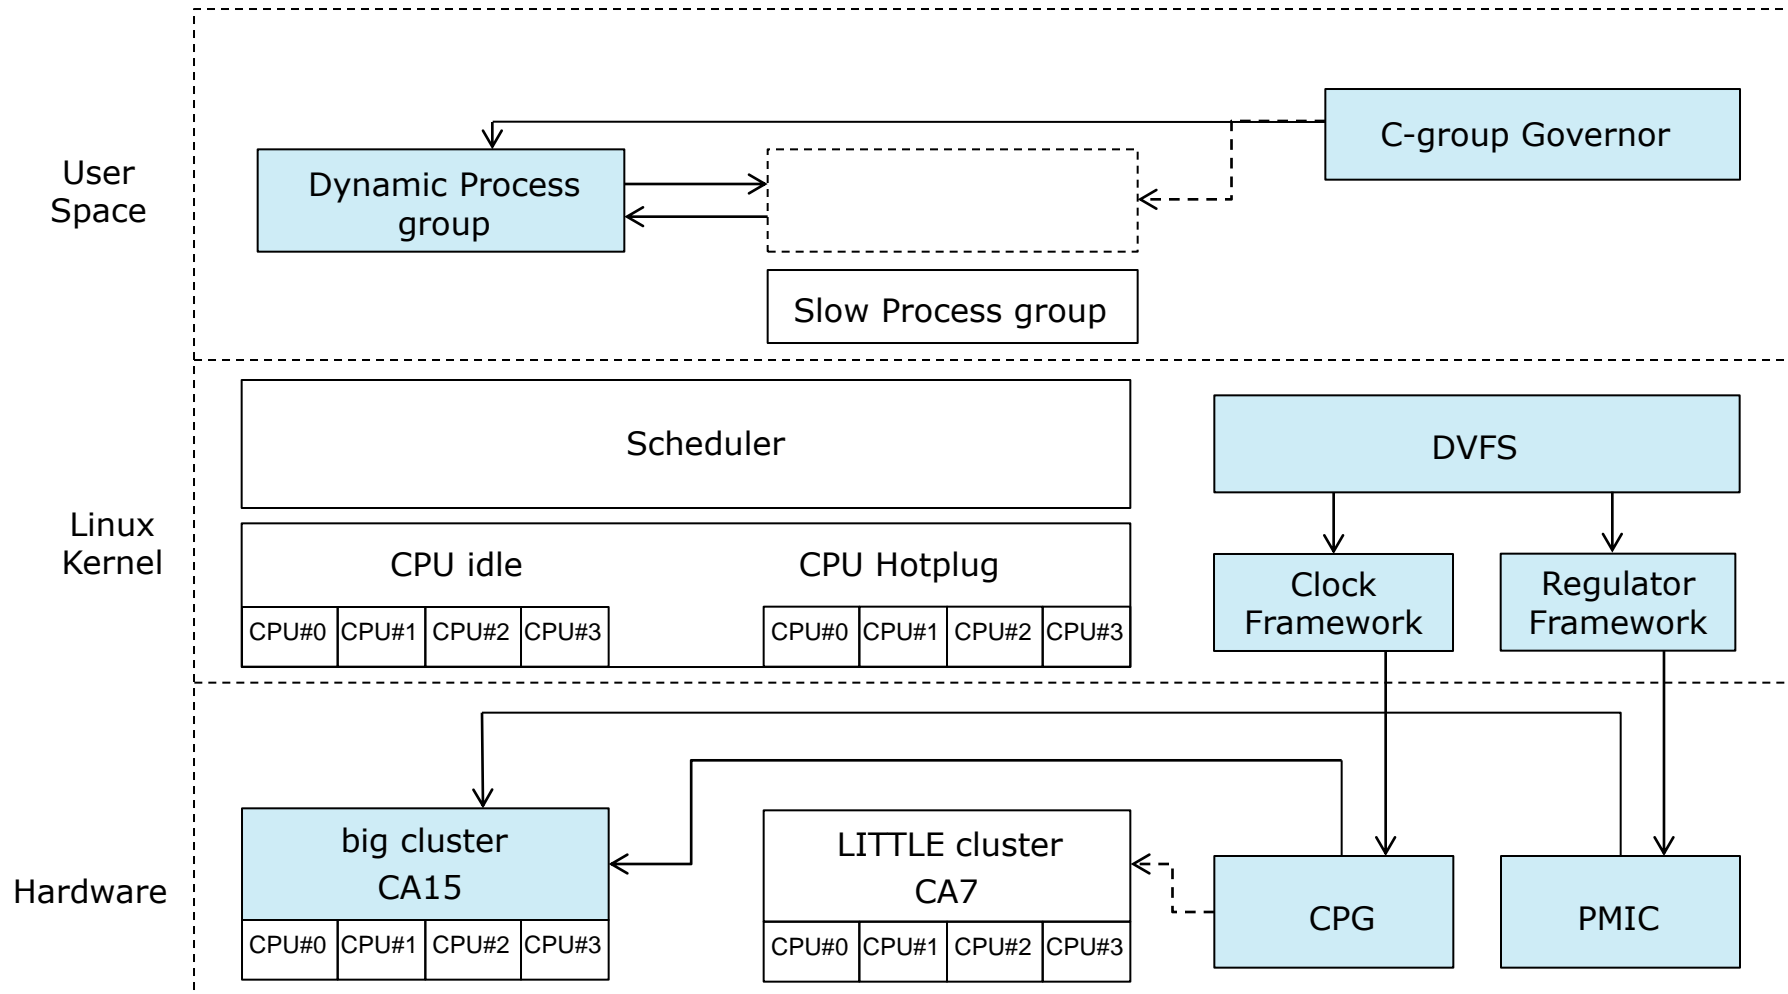 User
Space
C-group Governor
Dynamic Process
group
Slow Process group
Linux
Kernel
Scheduler
DVFS
CPU idle
CPU Hotplug
CPU#0 CPU#1 CPU#2 CPU#3
CPU#0 CPU#1 CPU#2 CPU#3
Clock
Framework
Regulator
Framework
Hardware
big cluster
CA15
CPU#0 CPU#1 CPU#2 CPU#3
LITTLE cluster
CA7
CPU#0 CPU#1 CPU#2 CPU#3
CPG
PMIC